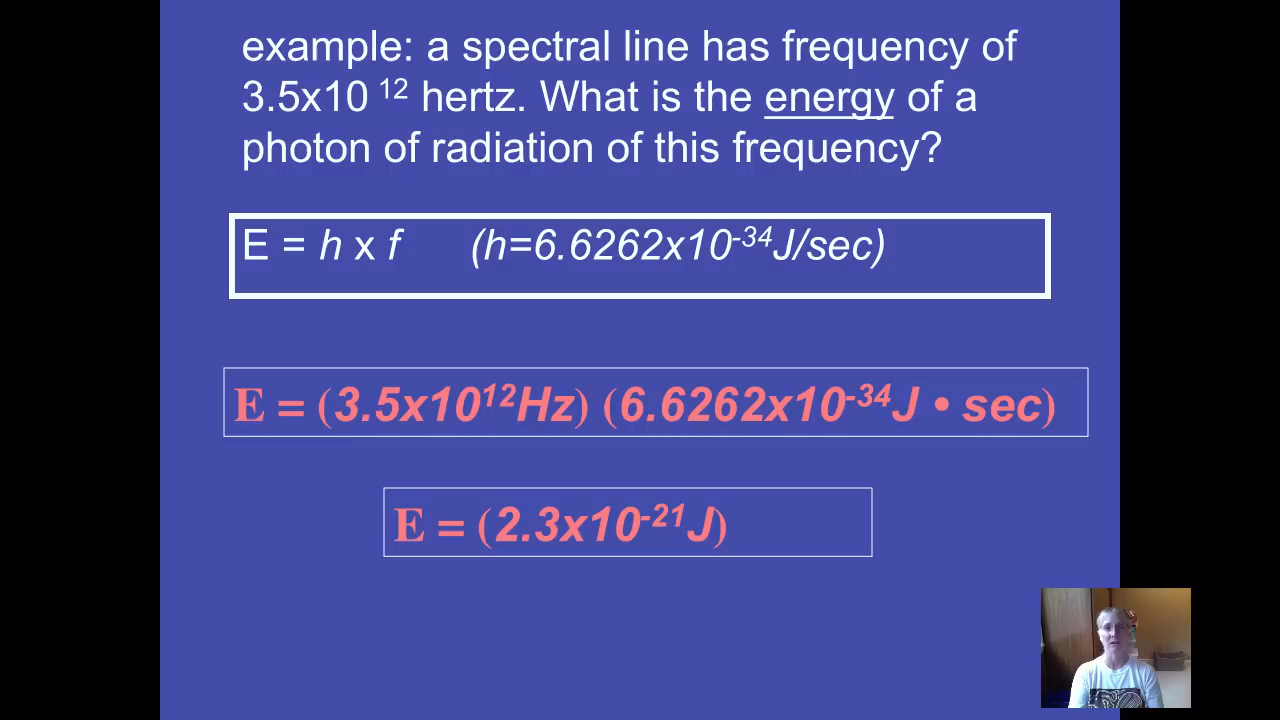 example: a spectral line has frequency of
3.5x10 ¹² hertz. What is the energy of a
photon of radiation of this frequency?
E = h x f (h=6.6262x10⁻³⁴J/sec)
E = (3.5x10¹²Hz) (6.6262x10⁻³⁴J • sec)
E = (2.3x10⁻²¹J)